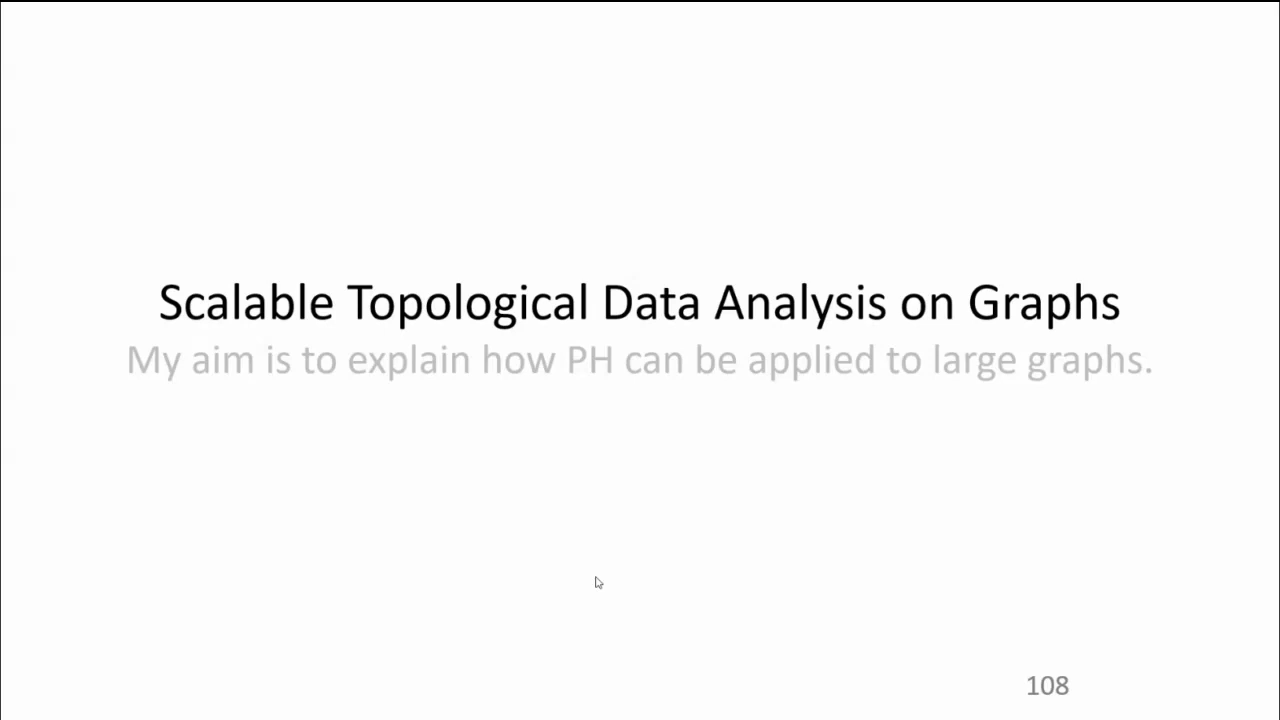 Scalable Topological Data Analysis on Graphs
My aim is to explain how PH can be applied to large graphs.
108